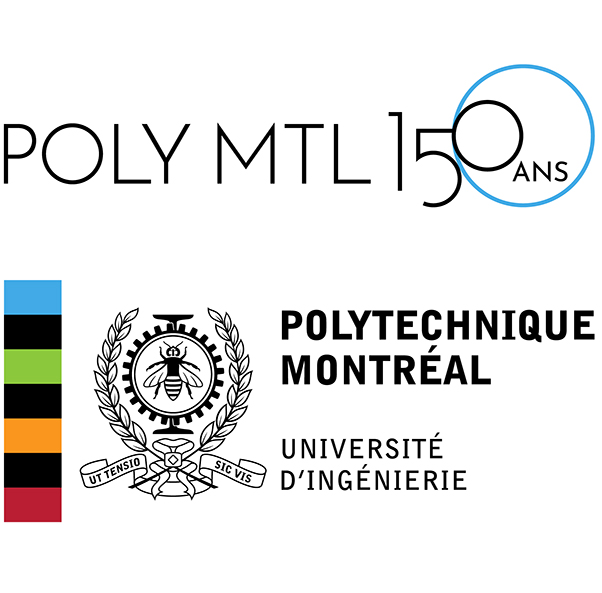 POLY MTL 150
ANS
POLYTECHNIQUE
MONTRÉAL
UT TENSIO SIC VIS
UNIVERSITÉ
D'INGÉNIERIE